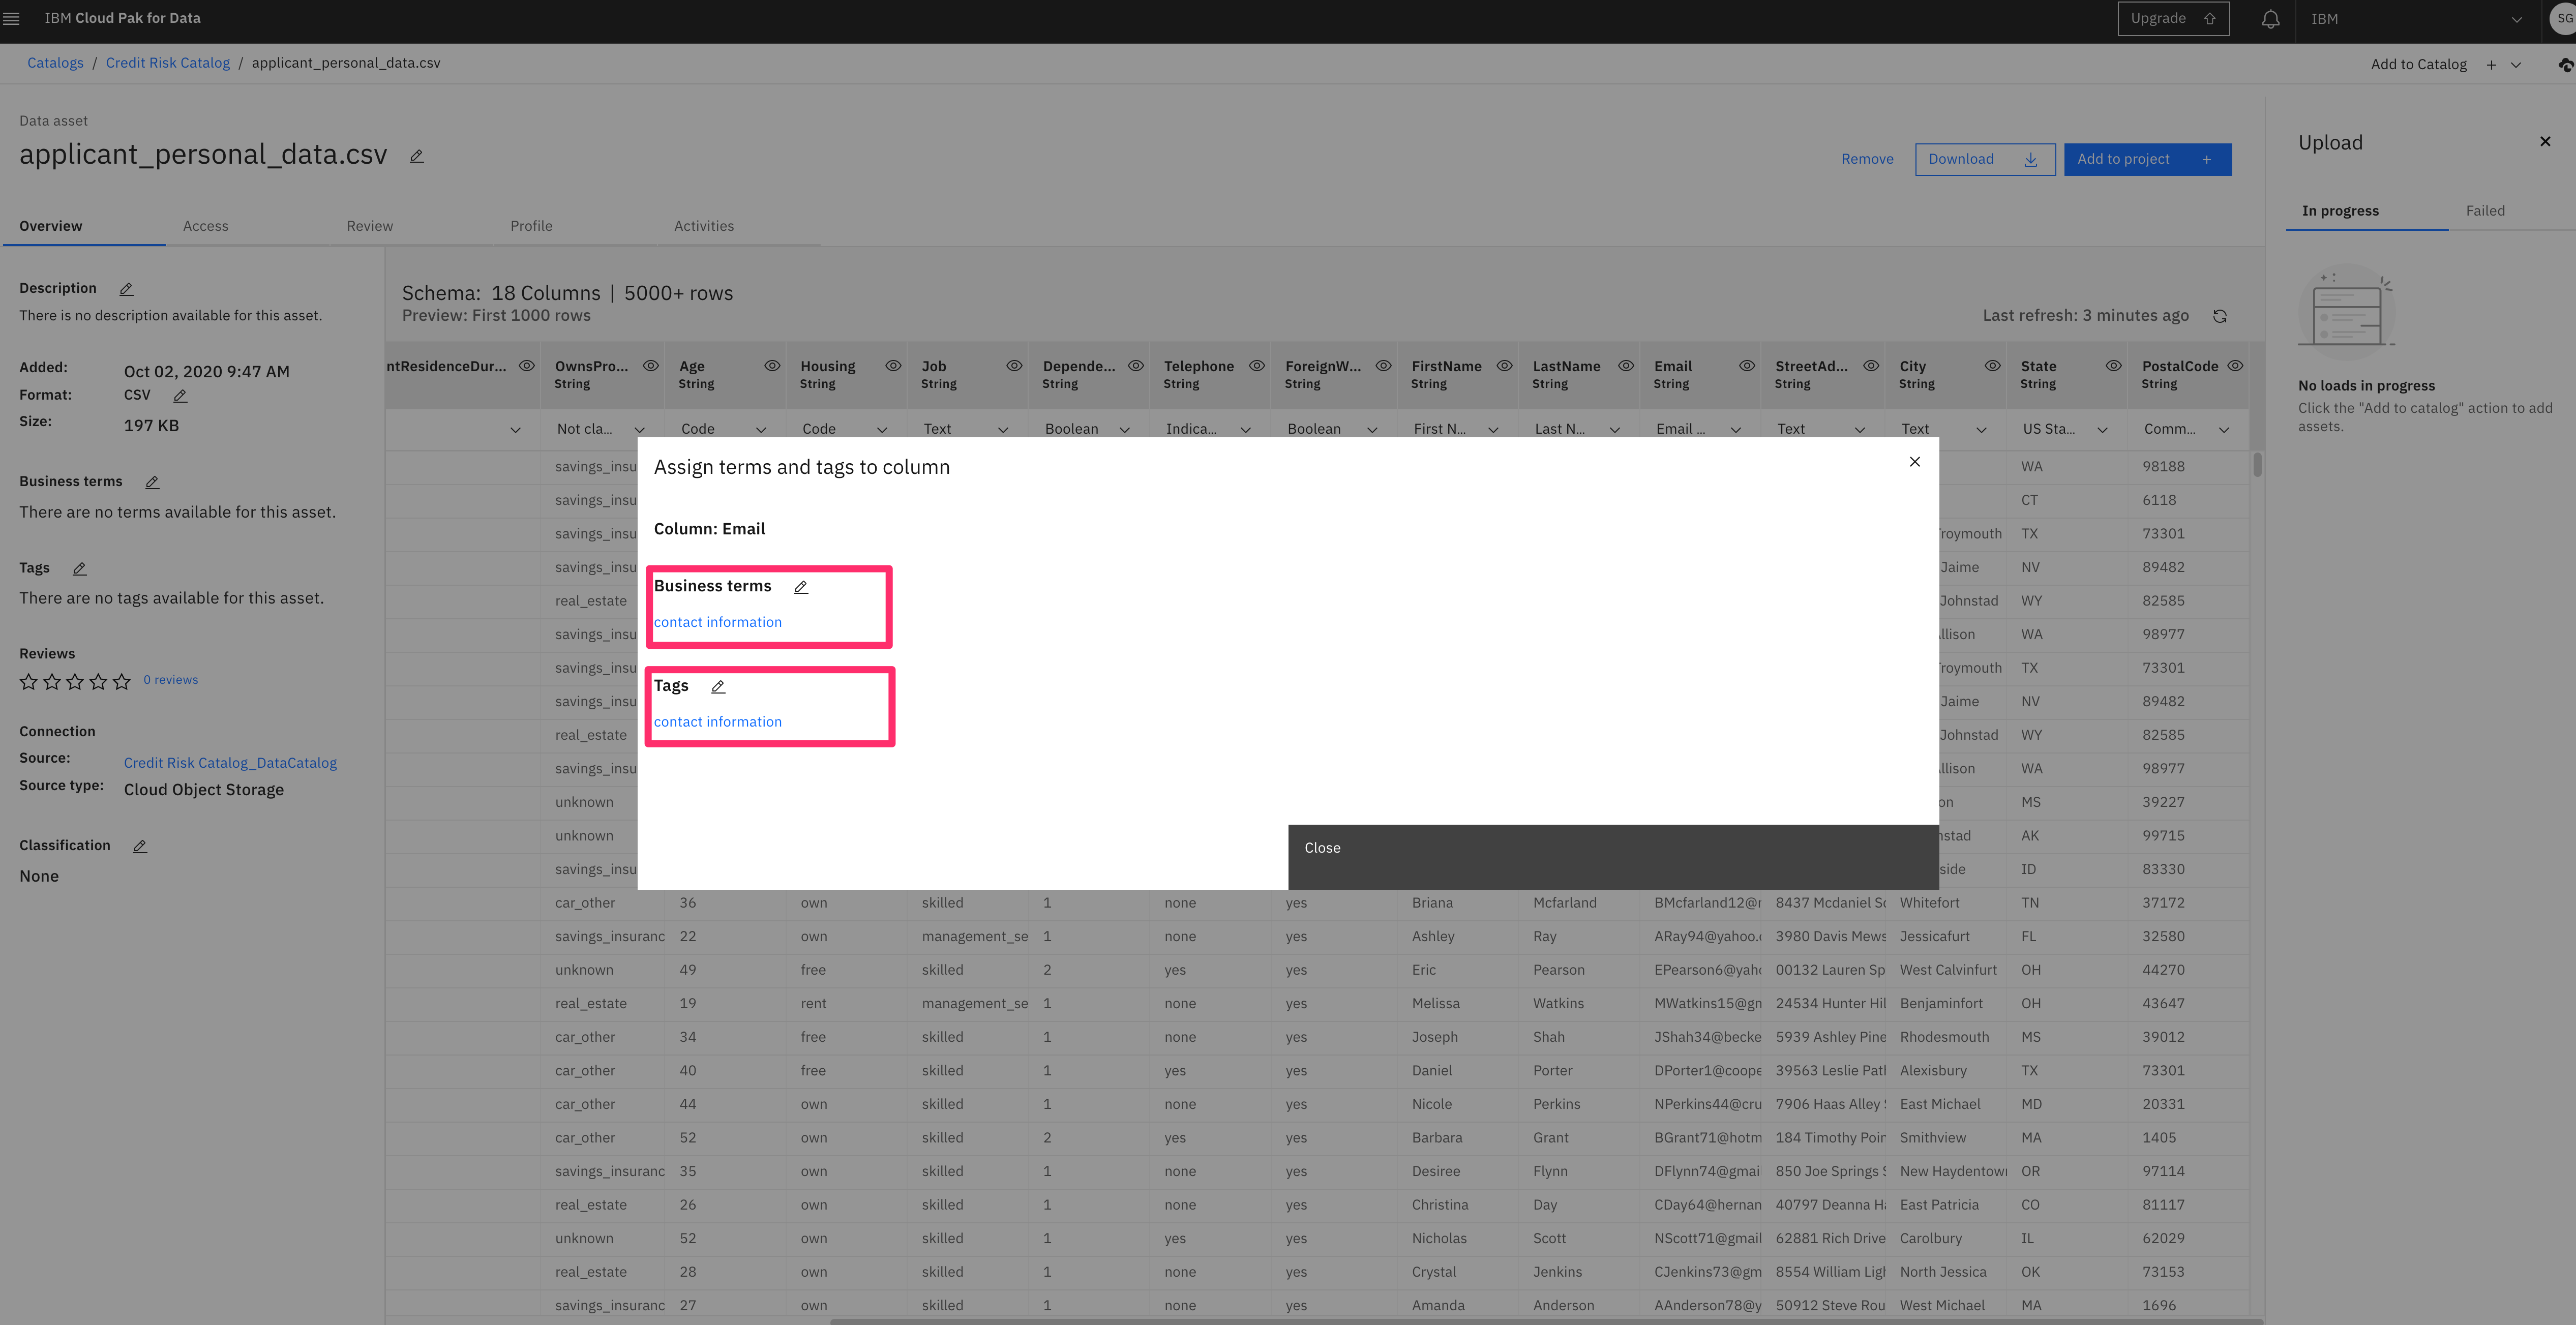 IBM Cloud Pak for Data
Upgrade
IBM
SG
Catalogs / Credit Risk Catalog / applicant_personal_data.csv
Add to Catalog +
Data asset
applicant_personal_data.csv
Remove
Download
Add to project +
Overview Access Review Profile Activities
Description
There is no description available for this asset.
Added: Oct 02, 2020 9:47 AM
Format: CSV
Size: 197 KB
Business terms
There are no terms available for this asset.
Tags
There are no tags available for this asset.
Reviews
0 reviews
Connection
Source: Credit Risk Catalog_DataCatalog
Source type: Cloud Object Storage
Classification
None
Schema: 18 Columns | 5000+ rows
Preview: First 1000 rows
Last refresh: 3 minutes ago
ntResidenceDur... OwnsPro... Age Housing Job Depende... Telephone ForeignW... FirstName LastName Email StreetAd... City State PostalCode
String String String String String String String String String String String String String String
Not cla... Code Code Text Boolean Indica... Boolean First N... Last N... Email ... Text Text US Sta... Comm...
savings_insu WA 98188
savings_insu CT 6118
savings_insu roymouth TX 73301
savings_insu Jaime NV 89482
real_estate Johnstad WY 82585
savings_insu llison WA 98977
savings_insu roymouth TX 73301
savings_insu Jaime NV 89482
real_estate Johnstad WY 82585
savings_insu llison WA 98977
unknown on MS 39227
unknown nstad AK 99715
savings_insu side ID 83330
car_other 36 own skilled 1 none yes Briana Mcfarland BMcfarland12@r 8437 Mcdaniel Sc Whitefort TN 37172
savings_insuranc 22 own management_se 1 none yes Ashley Ray ARay94@yahoo.c 3980 Davis Mews Jessicafurt FL 32580
unknown 49 free skilled 2 yes yes Eric Pearson EPearson6@yah 00132 Lauren Sp West Calvinfurt OH 44270
real_estate 19 rent management_se 1 none yes Melissa Watkins MWatkins15@gn 24534 Hunter Hil Benjaminfort OH 43647
car_other 34 free skilled 1 none yes Joseph Shah JShah34@becke 5939 Ashley Pine Rhodesmouth MS 39012
car_other 40 free skilled 1 yes yes Daniel Porter DPorter1@coope 39563 Leslie Patl Alexisbury TX 73301
car_other 44 own skilled 1 none yes Nicole Perkins NPerkins44@cru 7906 Haas Alley East Michael MD 20331
car_other 52 own skilled 2 yes yes Barbara Grant BGrant71@hotm 184 Timothy Poir Smithview MA 1405
savings_insuranc 35 own skilled 1 none yes Desiree Flynn DFlynn74@gmai 850 Joe Springs New Haydentow OR 97114
real_estate 26 own skilled 1 none yes Christina Day CDay64@hernan 40797 Deanna Ha East Patricia CO 81117
unknown 52 own skilled 1 yes yes Nicholas Scott NScott71@gmail 62881 Rich Drive Carolbury IL 62029
real_estate 28 own skilled 1 none yes Crystal Jenkins CJenkins73@gm 8554 William Ligh North Jessica OK 73153
savings_insuranc 27 own skilled 1 none yes Amanda Anderson AAnderson78@y 50912 Steve Rou West Michael MA 1696
Assign terms and tags to column
Column: Email
Business terms
contact information
Tags
contact information
Close
Upload
In progress Failed
No loads in progress
Click the "Add to catalog" action to add
assets.